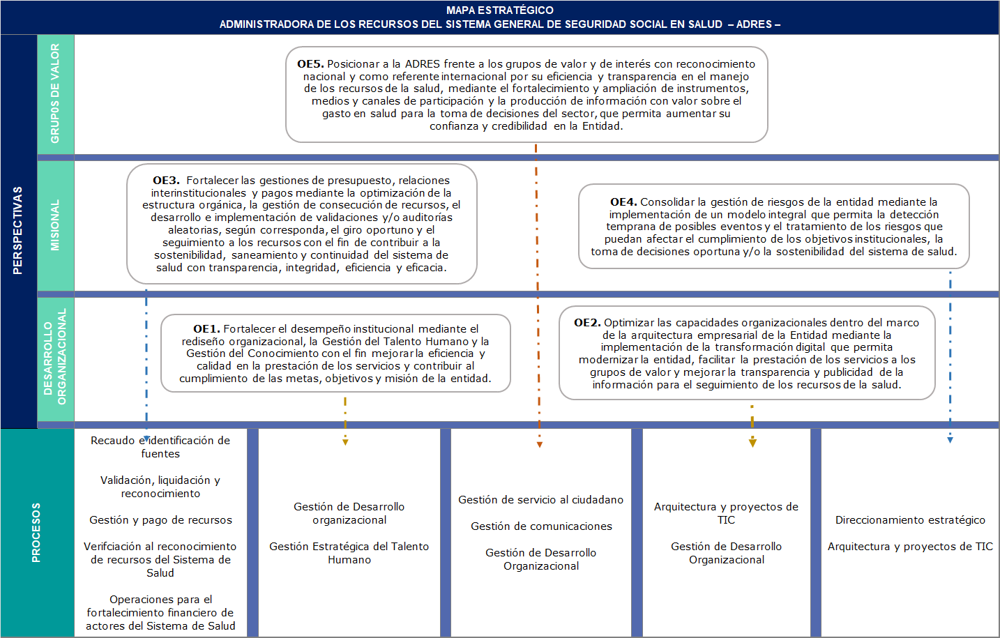 MAPA ESTRATÉGICO
ADMINISTRADORA DE LOS RECURSOS DEL SISTEMA GENERAL DE SEGURIDAD SOCIAL EN SALUD – ADRES –
PERSPECTIVAS
GRUP0S DE VALOR
OE5. Posicionar a la ADRES frente a los grupos de valor y de interés con reconocimiento
nacional y como referente internacional por su eficiencia y transparencia en el manejo
de los recursos de la salud, mediante el fortalecimiento y ampliación de instrumentos,
medios y canales de participación y la producción de información con valor sobre el
gasto en salud para la toma de decisiones del sector, que permita aumentar su
confianza y credibilidad en la Entidad.
MISIONAL
OE3. Fortalecer las gestiones de presupuesto, relaciones
interinstitucionales y pagos mediante la optimización de la
estructura orgánica, la gestión de consecución de recursos, el
desarrollo e implementación de validaciones y/o auditorías
aleatorias, según corresponda, el giro oportuno y el
seguimiento a los recursos con el fin de contribuir a la
sostenibilidad, saneamiento y continuidad del sistema de
salud con transparencia, integridad, eficiencia y eficacia.
OE4. Consolidar la gestión de riesgos de la entidad mediante la
implementación de un modelo integral que permita la detección
temprana de posibles eventos y el tratamiento de los riesgos que
puedan afectar el cumplimiento de los objetivos institucionales, la
toma de decisiones oportuna y/o la sostenibilidad del sistema de salud.
DESARROLLO
ORGANIZACIONAL
OE1. Fortalecer el desempeño institucional mediante el
rediseño organizacional, la Gestión del Talento Humano y la
Gestión del Conocimiento con el fin mejorar la eficiencia y
calidad en la prestación de los servicios y contribuir al
cumplimiento de las metas, objetivos y misión de la entidad.
OE2. Optimizar las capacidades organizacionales dentro del marco
de la arquitectura empresarial de la Entidad mediante la
implementación de la transformación digital que permita
modernizar la entidad, facilitar la prestación de los servicios a los
grupos de valor y mejorar la transparencia y publicidad de la
información para el seguimiento de los recursos de la salud.
PROCESOS
Recaudo e identificación de
fuentes
Validación, liquidación y
reconocimiento
Gestión y pago de recursos
Verifciación al reconocimiento
de recursos del Sistema de
Salud
Operaciones para el
fortalecimiento financiero de
actores del Sistema de Salud
Gestión de Desarrollo
organizacional
Gestión Estratégica del Talento
Humano
Gestión de servicio al ciudadano
Gestión de comunicaciones
Gestión de Desarrollo
Organizacional
Arquitectura y proyectos de
TIC
Gestión de Desarrollo
Organizacional
Direccionamiento estratégico
Arquitectura y proyectos de TIC